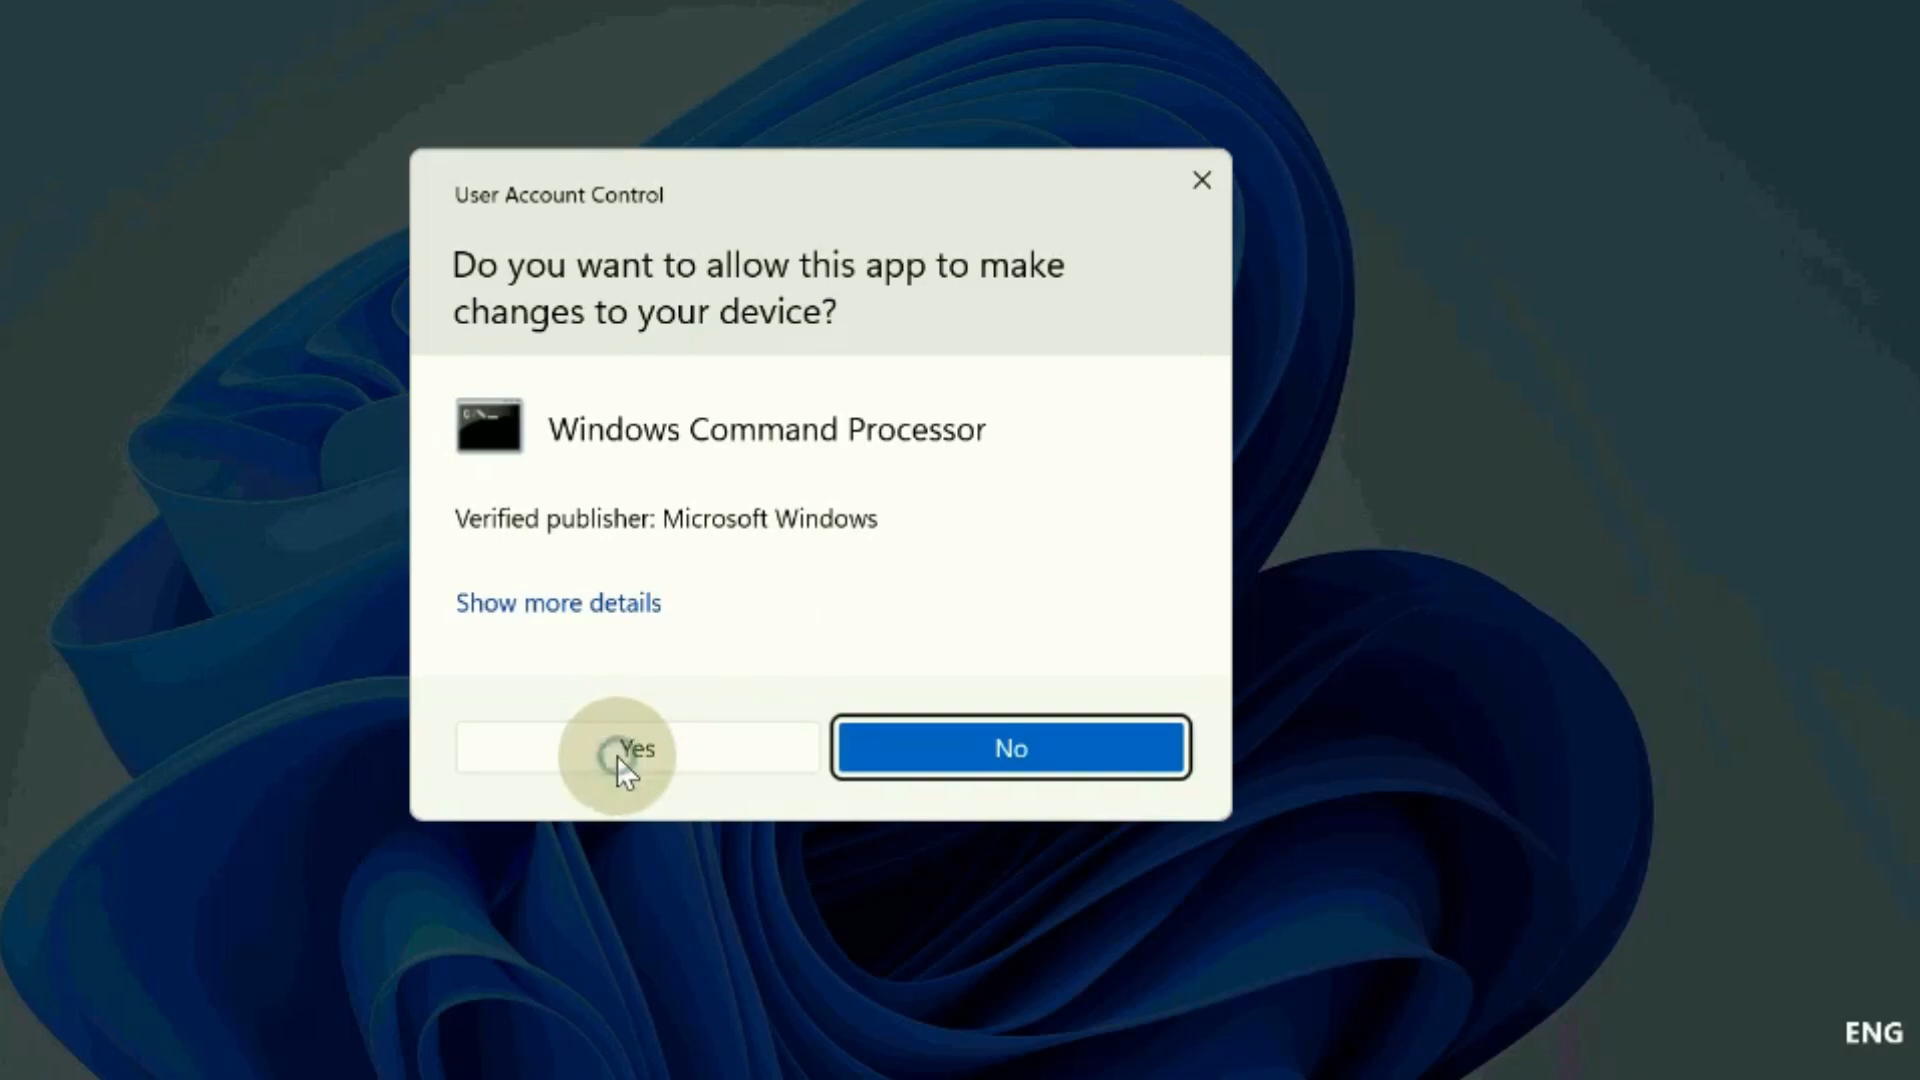 User Account Control
Do you want to allow this app to make
changes to your device?
Windows Command Processor
Verified publisher: Microsoft Windows
Show more details
Yes
No
ENG